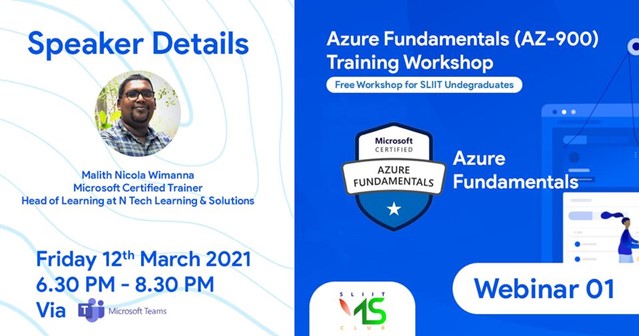 Speaker Details
Malith Nicola Wimanna
Microsoft Certified Trainer
Head of Learning at N Tech Learning & Solutions
Friday 12th March 2021
6.30 PM - 8.30 PM
Via Microsoft Teams
Azure Fundamentals (AZ-900)
Training Workshop
Free Workshop for SLIIT Undegraduates
Microsoft
CERTIFIED
AZURE
FUNDAMENTALS
Azure
Fundamentals
SLIIT
MS
CLUB
Webinar 01